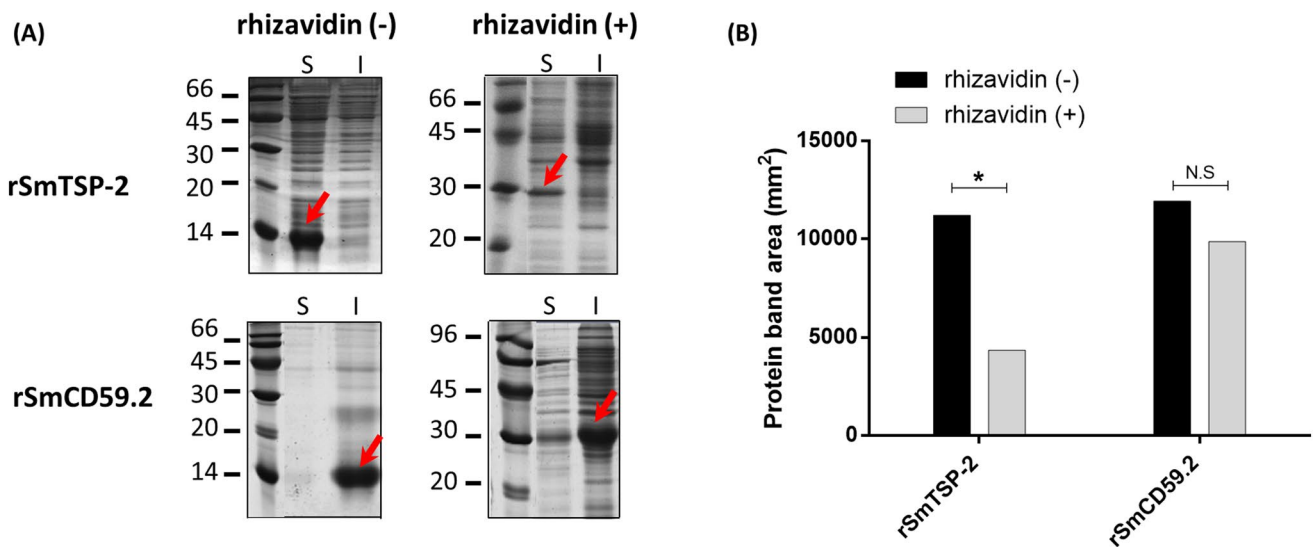 (A)
rhizavidin (-)
rhizavidin (+)
S I
S I
rSmTSP-2
66
45
30
20
14
66
45
30
20
S I
S I
rSmCD59.2
66
45
30
20
14
96
45
30
20
(B)
rhizavidin (-)
rhizavidin (+)
Protein band area (mm²)
15000
10000
5000
0
*
N.S
rSmTSP-2
rSmCD59.2